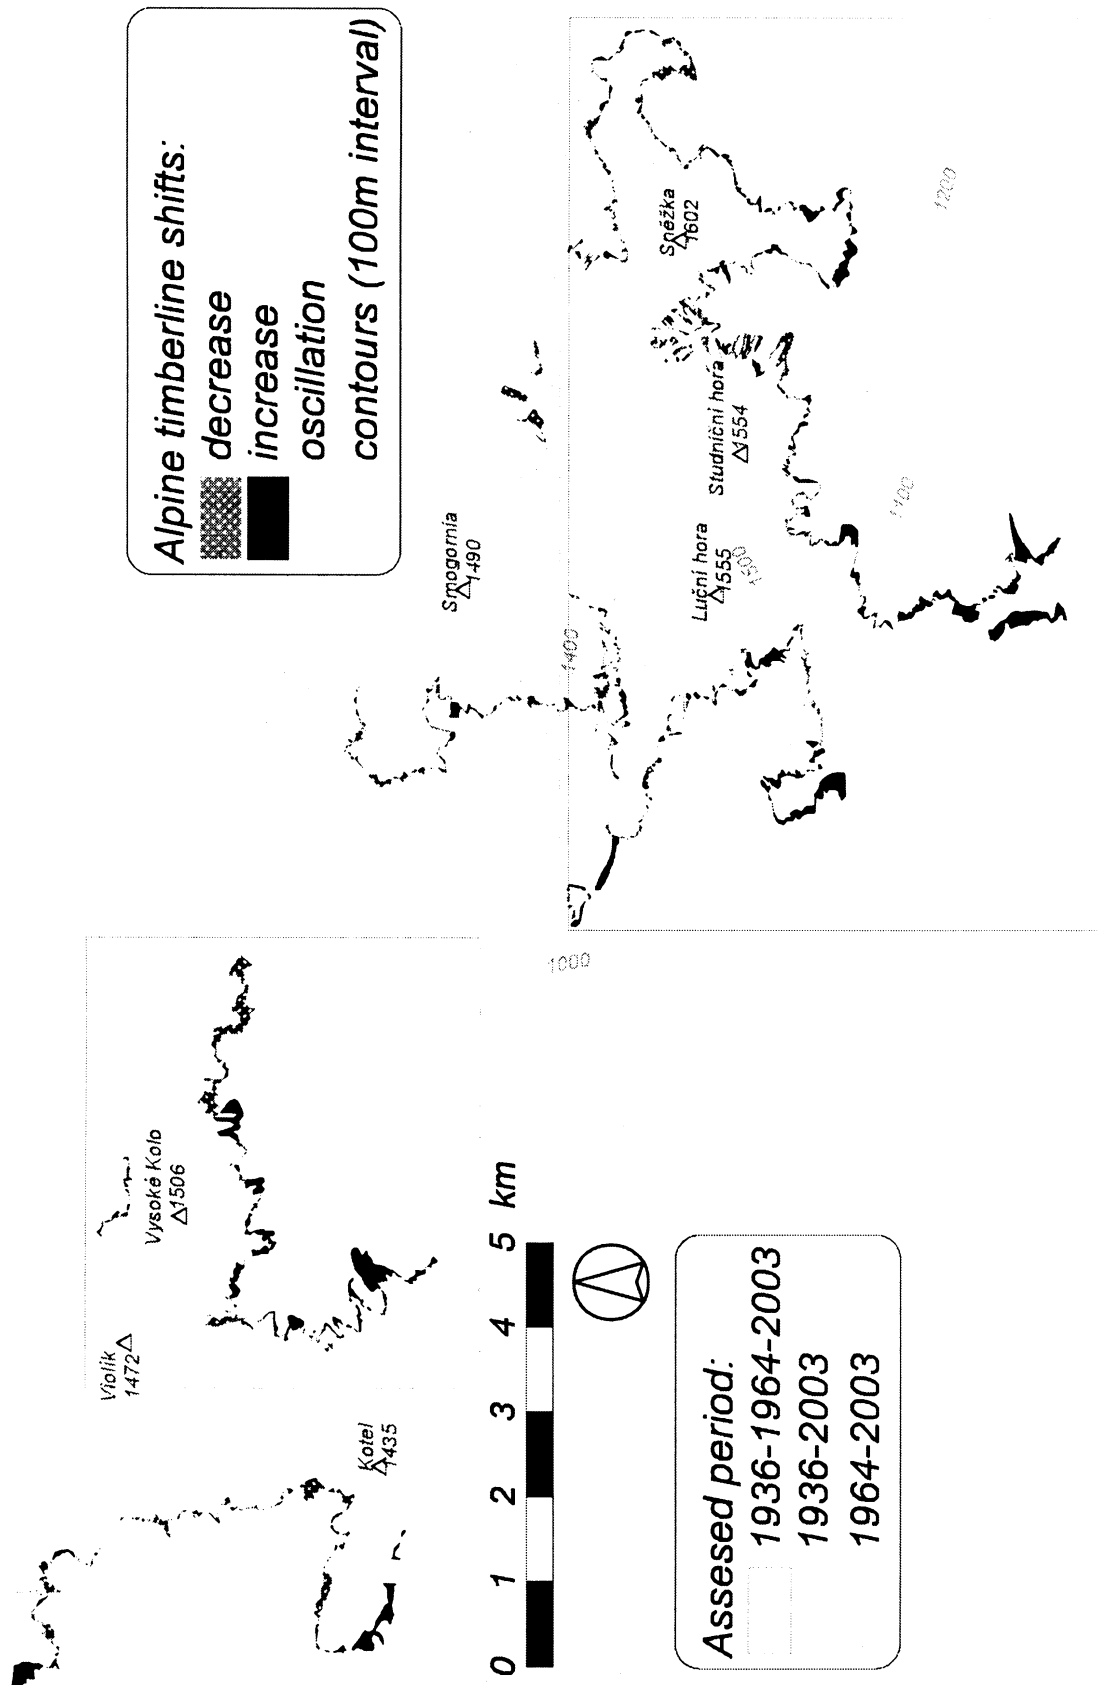 Alpine timberline shifts:
decrease
increase
oscillation
contours (100m interval)
Violík
1472
Vysoké Kolo
1506
Kotel
1435
Smogornia
1490
Sněžka
1602
Studniční hora
1554
Luční hora
1555
1500
1400
1400
1200
1000
0 1 2 3 4 5 km
Assesed period:
1936-1964-2003
1936-2003
1964-2003